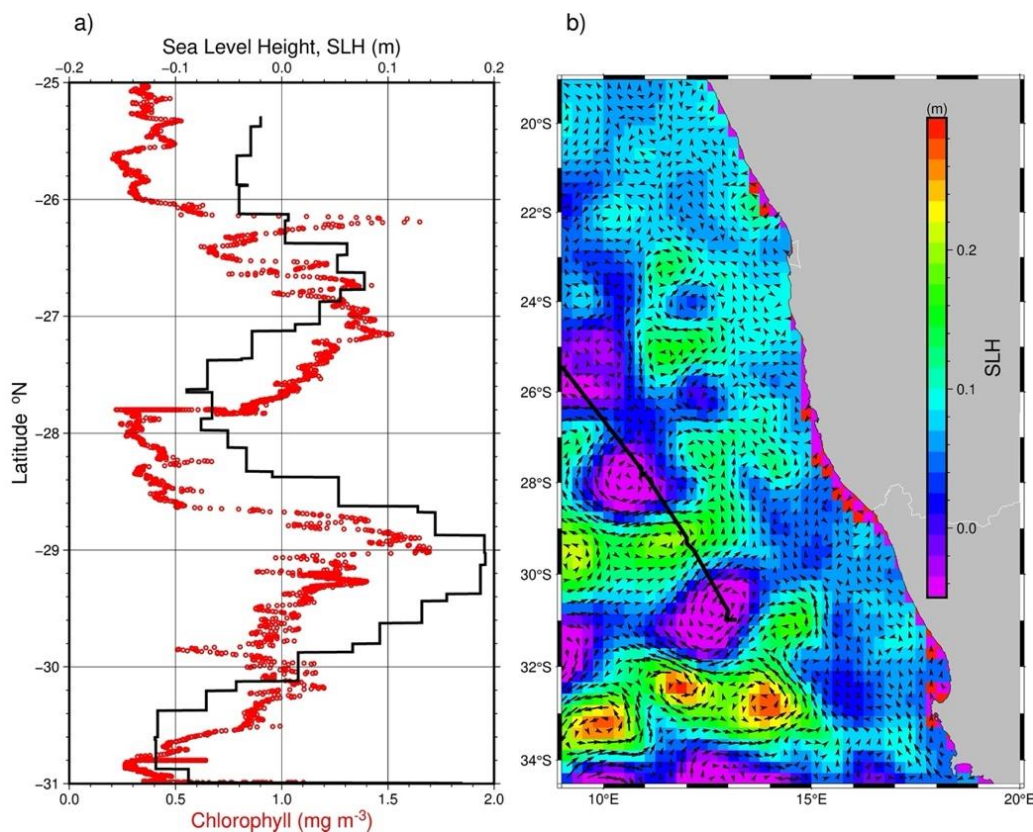 a)
Sea Level Height, SLH (m)
-0.2 -0.1 0.0 0.1 0.2
-25
-26
-27
-28
-29
-30
-31
Latitude ºN
0.0 0.5 1.0 1.5 2.0
Chlorophyll (mg m-3)
b)
20°S
22°S
24°S
26°S
28°S
30°S
32°S
34°S
10°E 15°E 20°E
(m)
0.2
0.1
0.0
SLH